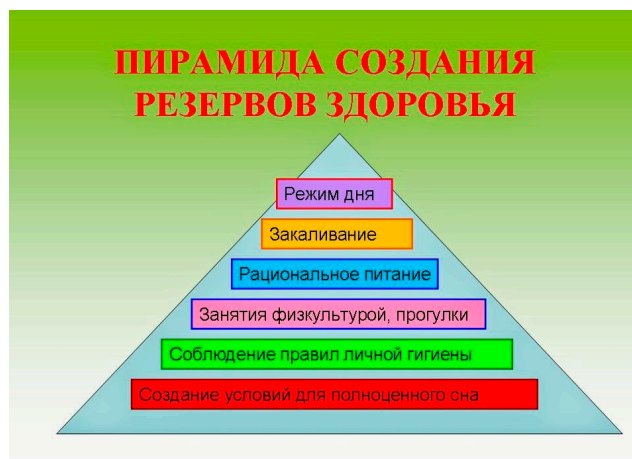 ПИРАМИДА СОЗДАНИЯ
РЕЗЕРВОВ ЗДОРОВЬЯ
Режим дня
Закаливание
Рациональное питание
Занятия физкультурой, прогулки
Соблюдение правил личной гигиены
Создание условий для полноценного сна